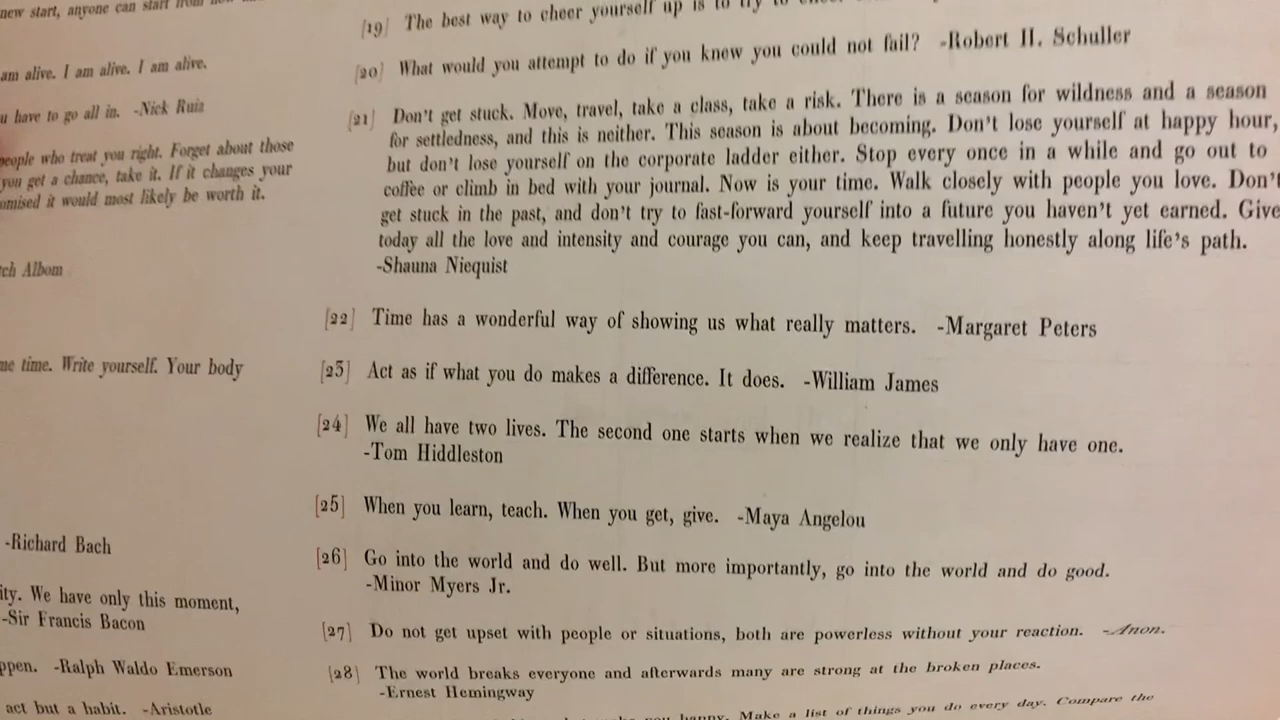 new start, anyone can start from
am alive. I am alive. I am alive.
u have to go all in. -Nick Ruiz
people who treat you right. Forget about those
you get a chance, take it. If it changes your
omised it would most likely be worth it.
tch Albom
me time. Write yourself. Your body
-Richard Bach
ity. We have only this moment,
-Sir Francis Bacon
ppen. -Ralph Waldo Emerson
act but a habit. -Aristotle
[19] The best way to cheer yourself up is to try to
[20] What would you attempt to do if you knew you could not fail? -Robert H. Schuller
[21] Don't get stuck. Move, travel, take a class, take a risk. There is a season for wildness and a season
for settledness, and this is neither. This season is about becoming. Don't lose yourself at happy hour,
but don't lose yourself on the corporate ladder either. Stop every once in a while and go out to
coffee or climb in bed with your journal. Now is your time. Walk closely with people you love. Don't
get stuck in the past, and don't try to fast-forward yourself into a future you haven't yet earned. Give
today all the love and intensity and courage you can, and keep travelling honestly along life's path.
-Shauna Niequist
[22] Time has a wonderful way of showing us what really matters. -Margaret Peters
[23] Act as if what you do makes a difference. It does. -William James
[24] We all have two lives. The second one starts when we realize that we only have one.
-Tom Hiddleston
[25] When you learn, teach. When you get, give. -Maya Angelou
[26] Go into the world and do well. But more importantly, go into the world and do good.
-Minor Myers Jr.
[27] Do not get upset with people or situations, both are powerless without your reaction. -Anon.
[28] The world breaks everyone and afterwards many are strong at the broken places.
-Ernest Hemingway
you happy. Make a list of things you do every day. Compare the